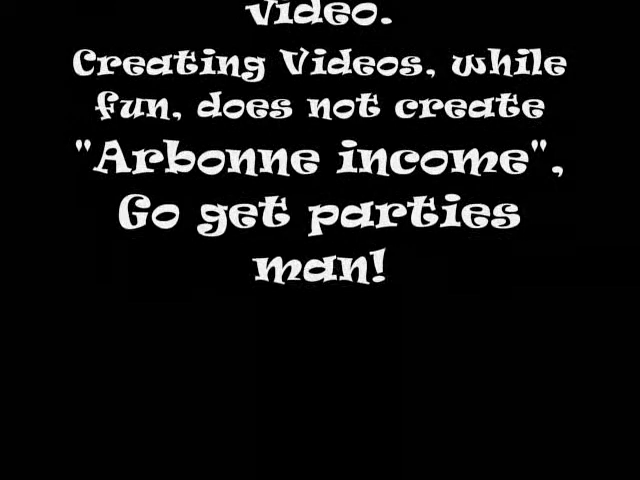 video.
Creating Videos, while
fun, does not create
"Arbonne income",
Go get parties
man!